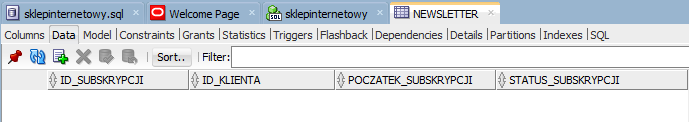 sklepinternetowy.sql Welcome Page sklepinternetowy NEWSLETTER
Columns Data Model Constraints Grants Statistics Triggers Flashback Dependencies Details Partitions Indexes SQL
Sort.. Filter:
ID_SUBSKRYPCJI ID_KLIENTA POCZATEK_SUBSKRYPCJI STATUS_SUBSKRYPCJI